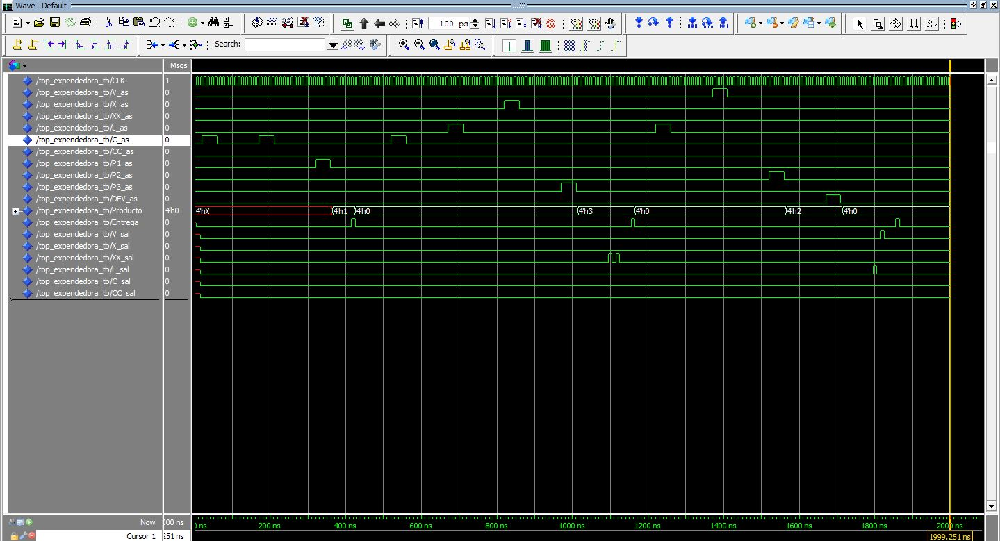 Wave - Default
100 ps
Search:
Msgs
/top_expendedora_tb/CLK 1
/top_expendedora_tb/V_as 0
/top_expendedora_tb/X_as 0
/top_expendedora_tb/XX_as 0
/top_expendedora_tb/L_as 0
/top_expendedora_tb/C_as 0
/top_expendedora_tb/CC_as 0
/top_expendedora_tb/P1_as 0
/top_expendedora_tb/P2_as 0
/top_expendedora_tb/P3_as 0
/top_expendedora_tb/DEV_as 0
/top_expendedora_tb/Producto 4'h0 4'hX 4'h1 4'h0 4'h3 4'h0 4'h2 4'h0
/top_expendedora_tb/Entrega 0
/top_expendedora_tb/V_sal 0
/top_expendedora_tb/X_sal 0
/top_expendedora_tb/XX_sal 0
/top_expendedora_tb/L_sal 0
/top_expendedora_tb/C_sal 0
/top_expendedora_tb/CC_sal 0
Now 000 ns ns 200 ns 400 ns 600 ns 800 ns 1000 ns 1200 ns 1400 ns 1600 ns 1800 ns 2000 ns
Cursor 1 251 ns 1999.251 ns